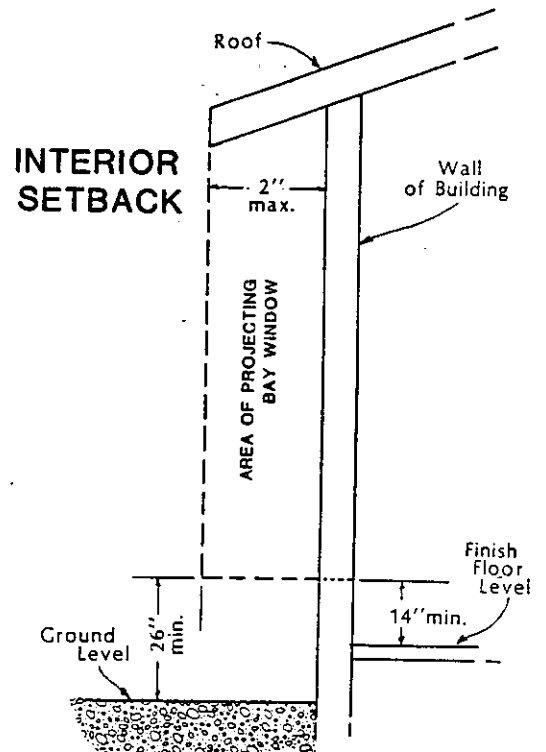 Roof
INTERIOR
SETBACK
2"
max.
Wall
of Building
AREA OF PROJECTING
BAY WINDOW
Finish
Floor
Level
14" min.
26"
min.
Ground
Level